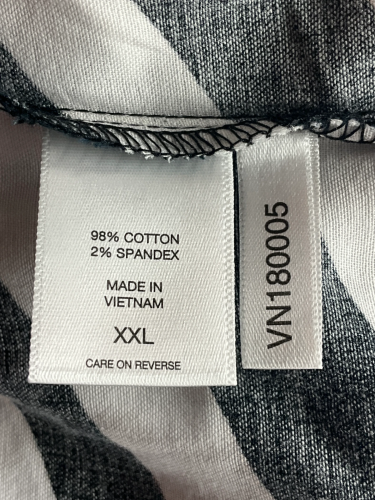 98% COTTON
2% SPANDEX
MADE IN
VIETNAM
XXL
CARE ON REVERSE
VN180005